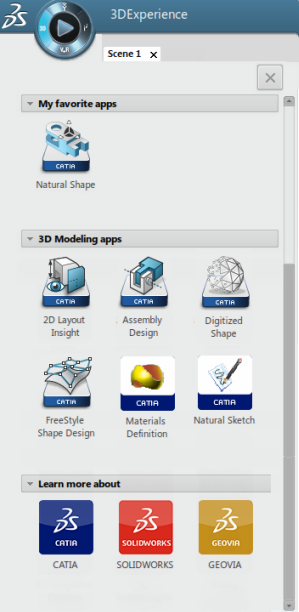 3DExperience
3D
i²
V.R
Scene 1
My favorite apps
CATIA
Natural Shape
3D Modeling apps
CATIA
CATIA
CATIA
2D Layout
Insight
Assembly
Design
Digitized
Shape
CATIA
CATIA
CATIA
FreeStyle
Shape Design
Materials
Definition
Natural Sketch
Learn more about
CATIA
SOLIDWORKS
GEOVIA
CATIA
SOLIDWORKS
GEOVIA